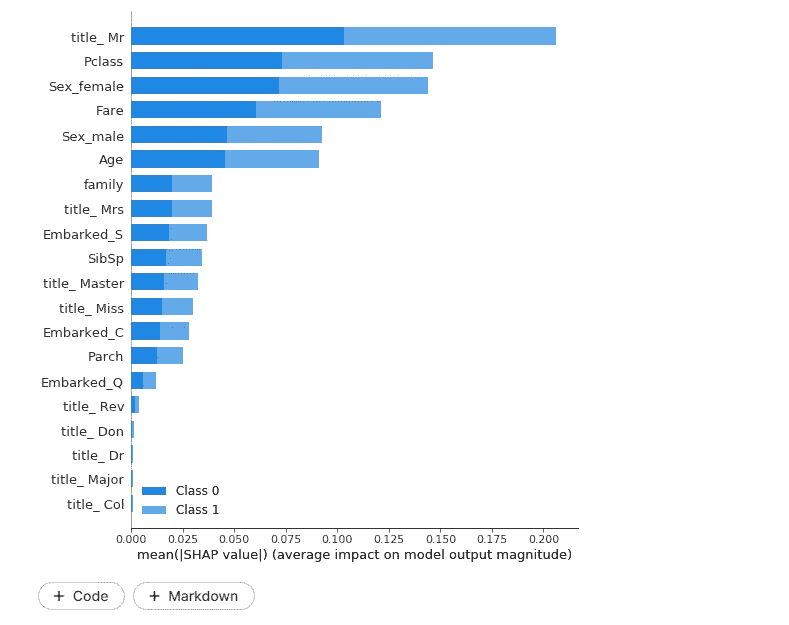 title_ Mr
Pclass
Sex_female
Fare
Sex_male
Age
family
title_ Mrs
Embarked_S
SibSp
title_ Master
title_ Miss
Embarked_C
Parch
Embarked_Q
title_ Rev
title_ Don
title_ Dr
title_ Major
title_ Col
Class 0
Class 1
0.000 0.025 0.050 0.075 0.100 0.125 0.150 0.175 0.200
mean(|SHAP value|) (average impact on model output magnitude)
+ Code + Markdown